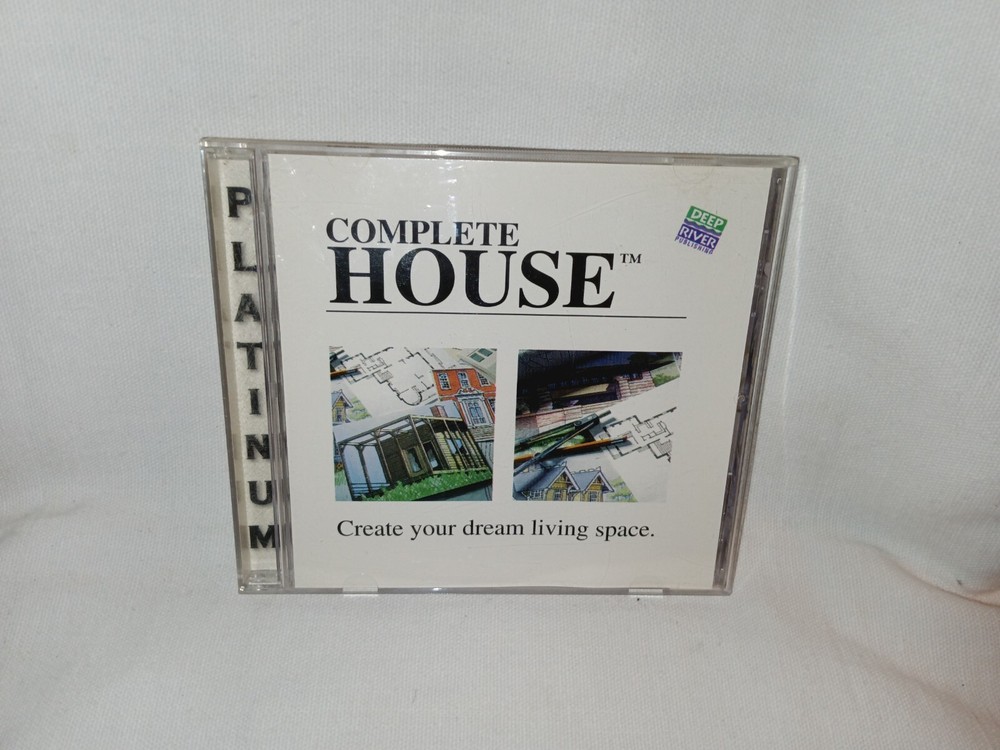 PLATINUM
COMPLETE
HOUSE™
DEEP
RIVER
PUBLISHING
Create your dream living space.